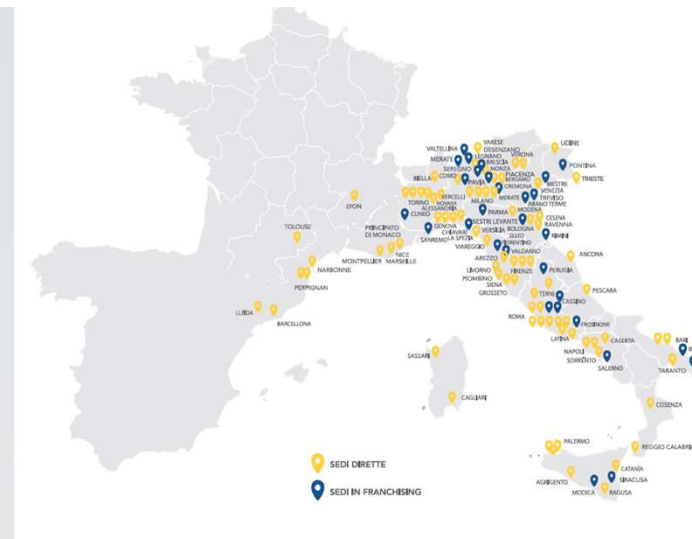 VARESE
UDINE
VALTELLINA
DESENZANO
LEGNANO
VERONA
MERATE
BRESCIA
PONTINA
SEREGNO
MONZA
PIACENZA
BIELLA
COMO
BERGAMO
MESTRE
TRIESTE
PAVIA
CREMONA
VENEZIA
LYON
VERCELLI
MERATE
TREVISO
TORINO
NOVARA
MILANO
ABANO TERME
ALESSANDRIA
PARMA
MODENA
CUNEO
CESENA
TOLOUSE
PRINCIPATO
DI MONACO
GENOVA
SESTRI LEVANTE
RAVENNA
CHIAVARI
VERSILIA
BOLOGNA
SANREMO
LA SPEZIA
SESTO
FIORENTINO
RIMINI
NICE
VIAREGGIO
VALDARNO
MONTPELLIER
MARSEILLE
AREZZO
ANCONA
NARBONNE
LIVORNO
FIRENZE
PERUGIA
PERPIGNAN
PIOMBINO
SIENA
GROSSETO
TERNI
PESCARA
CASSINO
LLEIDA
BARCELLONA
ROMA
FROSINONE
LATINA
CASERTA
BARI
SASSARI
NAPOLI
SORRENTO
SALERNO
TARANTO
CAGLIARI
COSENZA
PALERMO
REGGIO CALABRI
SEDI DIRETTE
CATANIA
AGRIGENTO
SIRACUSA
SEDI IN FRANCHISING
MODICA
RAGUSA